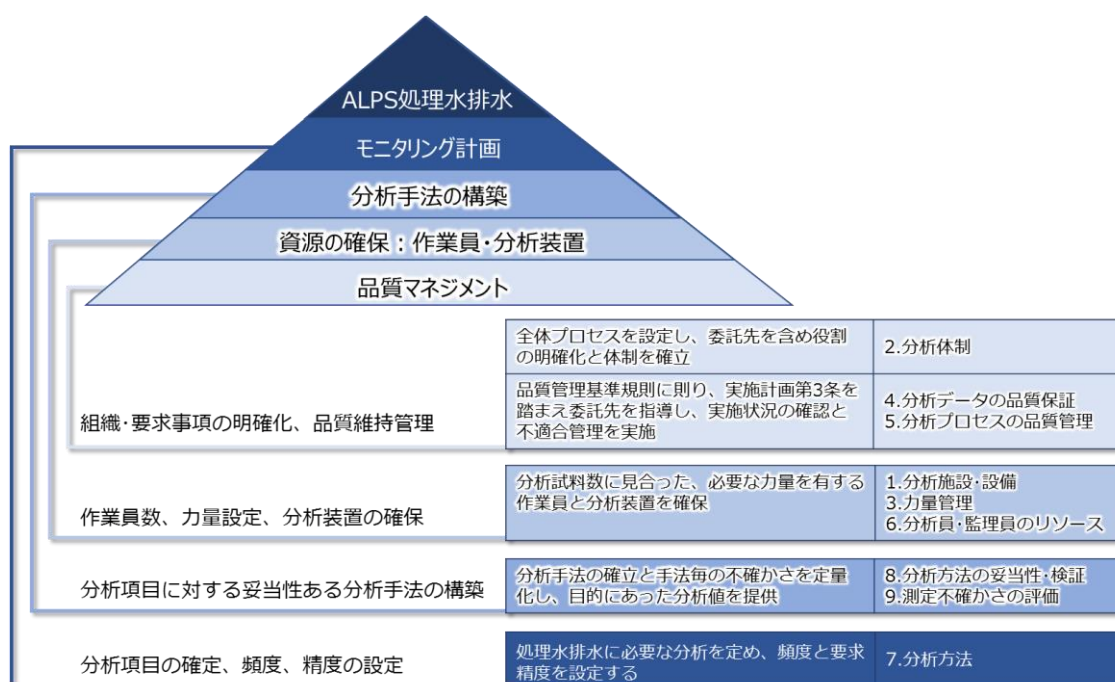 ALPS処理水排水
モニタリング計画
分析手法の構築
資源の確保：作業員・分析装置
品質マネジメント
組織・要求事項の明確化、品質維持管理
全体プロセスを設定し、委託先を含め役割
の明確化と体制を確立
2.分析体制
品質管理基準規則に則り、実施計画第3条を
踏まえ委託先を指導し、実施状況の確認と
不適合管理を実施
4.分析データの品質保証
5.分析プロセスの品質管理
作業員数、力量設定、分析装置の確保
分析試料数に見合った、必要な力量を有する
作業員と分析装置を確保
1.分析施設・設備
3.力量管理
6.分析員・監理員のリソース
分析項目に対する妥当性ある分析手法の構築
分析手法の確立と手法毎の不確かさを定量
化し、目的にあった分析値を提供
8.分析方法の妥当性・検証
9.測定不確かさの評価
分析項目の確定、頻度、精度の設定
処理水排水に必要な分析を定め、頻度と要求
精度を設定する
7.分析方法